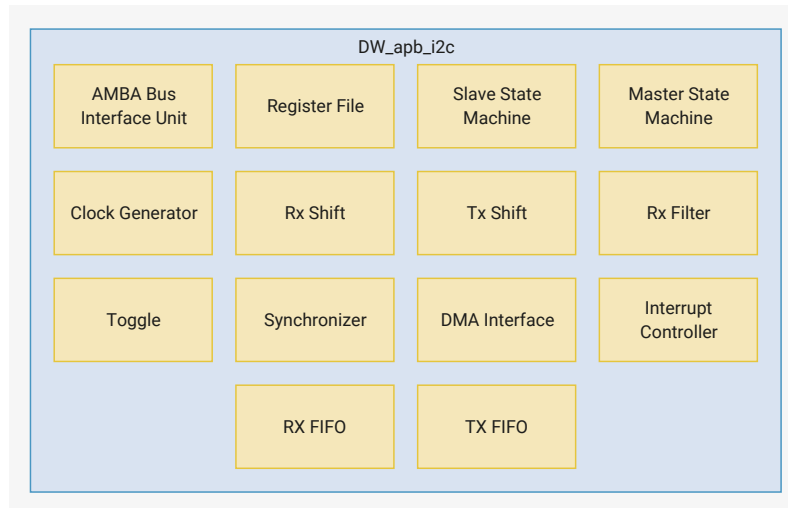 DW_apb_i2c
AMBA Bus
Interface Unit
Register File
Slave State
Machine
Master State
Machine
Clock Generator
Rx Shift
Tx Shift
Rx Filter
Toggle
Synchronizer
DMA Interface
Interrupt
Controller
RX FIFO
TX FIFO